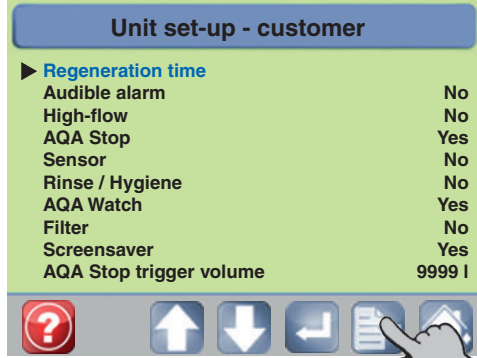 Unit set-up - customer
Regeneration time
Audible alarm No
High-flow No
AQA Stop Yes
Sensor No
Rinse / Hygiene No
AQA Watch Yes
Filter No
Screensaver Yes
AQA Stop trigger volume 9999 l
?